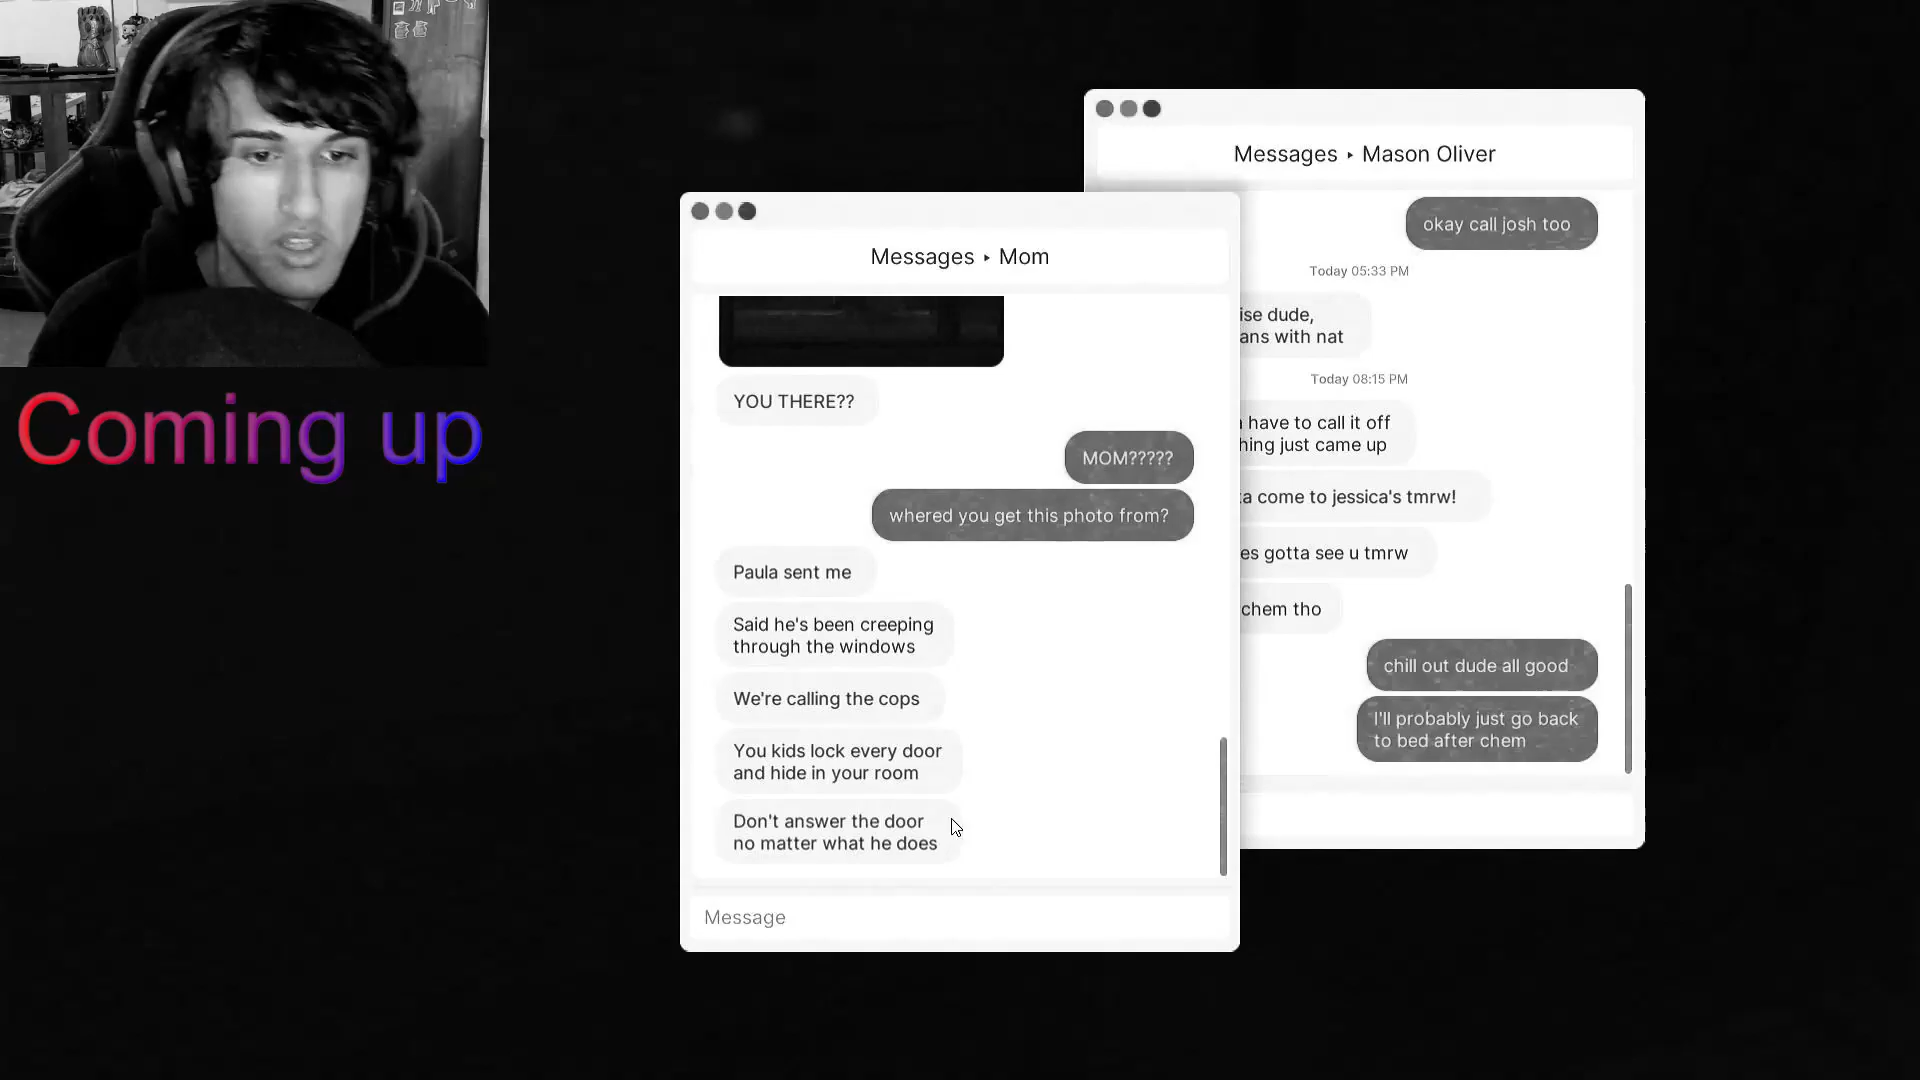 Coming up
Messages ‣ Mom
YOU THERE??
MOM?????
whered you get this photo from?
Paula sent me
Said he's been creeping
through the windows
We're calling the cops
You kids lock every door
and hide in your room
Don't answer the door
no matter what he does
Message
Messages ‣ Mason Oliver
okay call josh too
Today 05:33 PM
dude,
with nat
Today 08:15 PM
have to call it off
just came up
come to jessica's tmrw!
gotta see u tmrw
chem tho
chill out dude all good
I'll probably just go back
to bed after chem